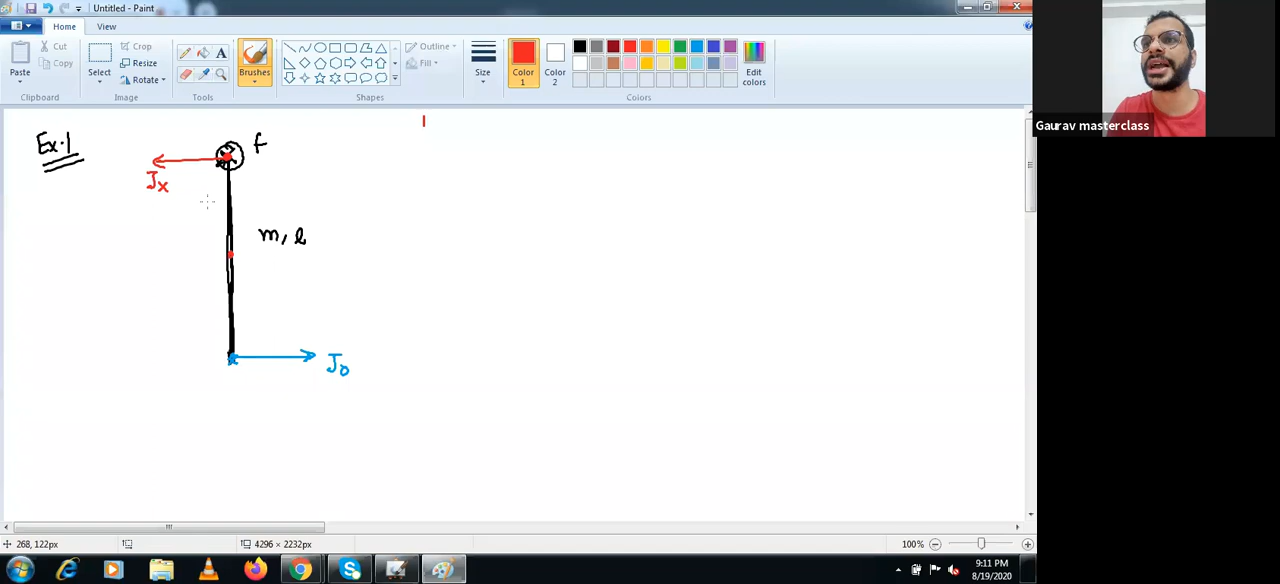 Untitled - Paint
Home View
Paste
Cut
Copy
Clipboard
Select
Crop
Resize
Rotate
Image
A
Tools
Brushes
Shapes
Outline
Fill
Size
Color 1
Color 2
Colors
Edit colors
Gaurav masterclass
Ex·1
f
Jx
m, l
J0
268, 122px
4296 × 2232px
100%
9:11 PM
8/19/2020